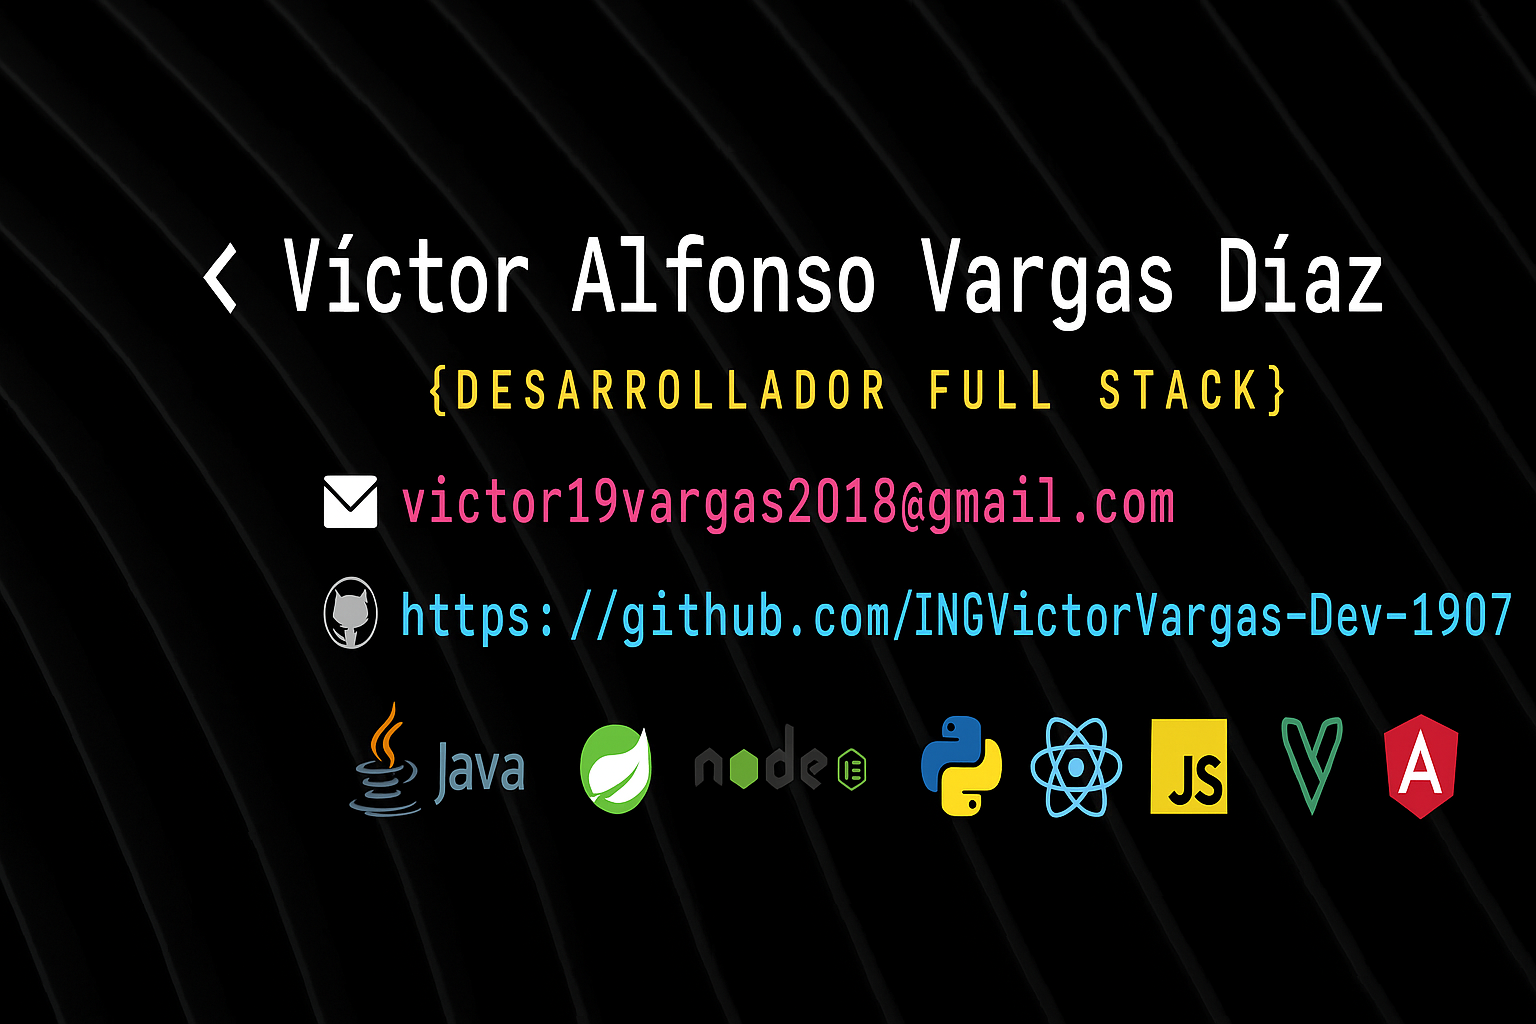 < Víctor Alfonso Vargas Díaz
{DESARROLLADOR FULL STACK}
victor19vargas2018@gmail.com
https://github.com/INGVictorVargas-Dev-1907
Java node JS A